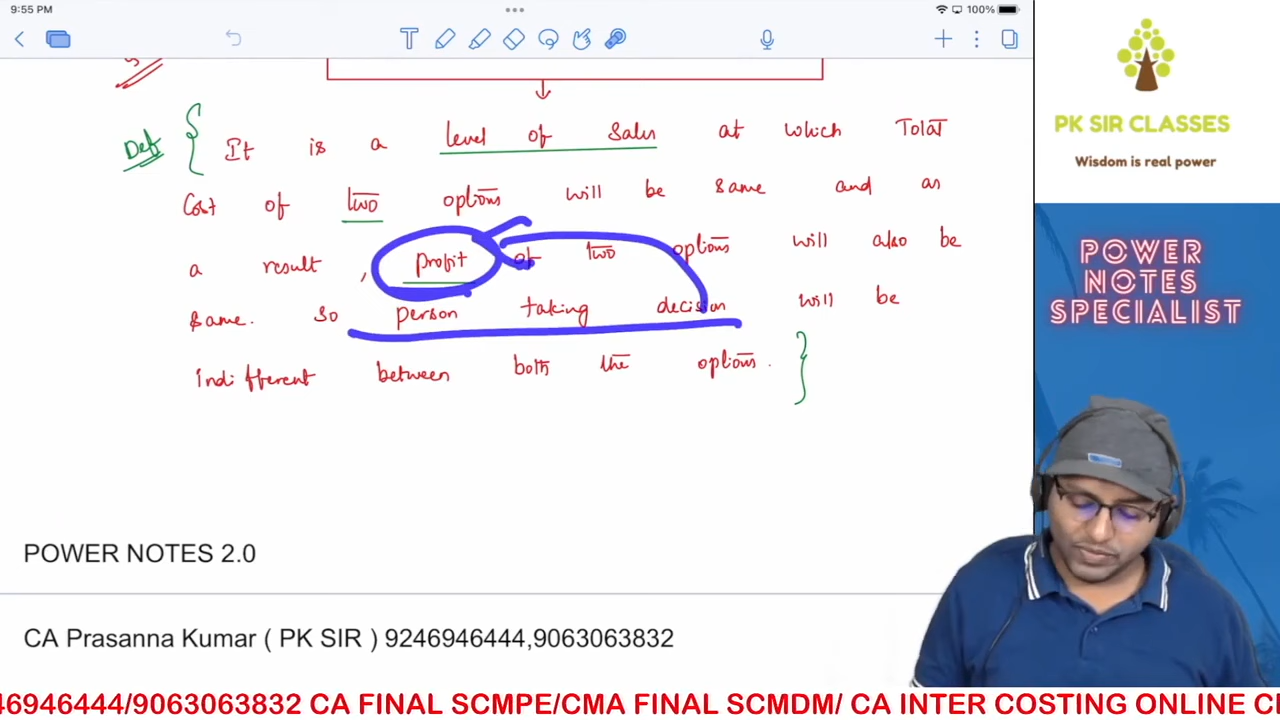 9:55 PM
100%
PK SIR CLASSES
Wisdom is real power
Def { It is a level of Sales at which Total
Cost of two options will be same and as
a result, profit of two options will also be
same. So person taking decision will be
Indifferent between both the options. }
POWER
NOTES
SPECIALIST
POWER NOTES 2.0
CA Prasanna Kumar ( PK SIR ) 9246946444,9063063832
46946444/9063063832 CA FINAL SCMPE/CMA FINAL SCMDM/ CA INTER COSTING ONLINE